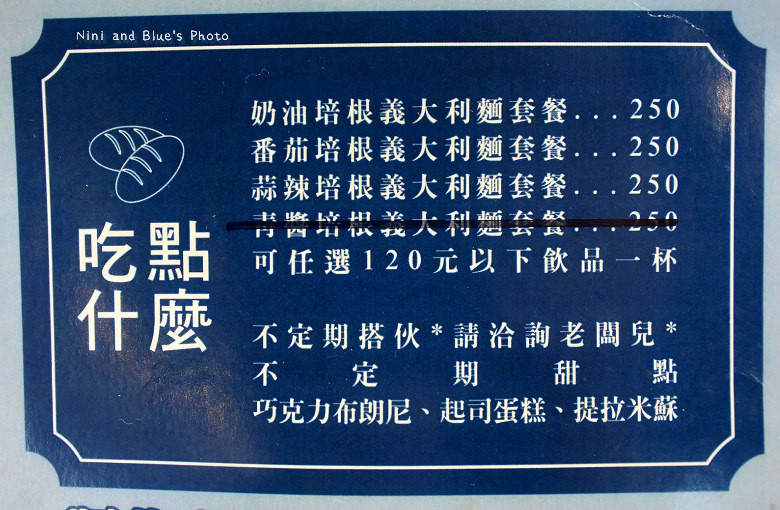 Nini and Blue's Photo
吃點
什麼
奶油培根義大利麵套餐...250
番茄培根義大利麵套餐...250
蒜辣培根義大利麵套餐...250
青醬培根義大利麵套餐...250
可任選120元以下飲品一杯
不定期搭伙*請洽詢老闆兒*
不定期甜點
巧克力布朗尼、起司蛋糕、提拉米蘇